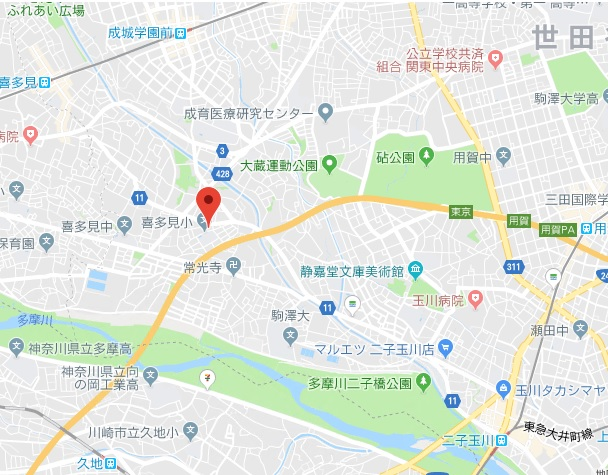 ふれあい広場
成城学園前
世田
公立学校共済
組合 関東中央病院
喜多見
駒澤大学高
成育医療研究センター
病院
3
大蔵運動公園
砧公園
用賀中
428
11
三田国際学
東京
用賀
用賀PA
用
喜多見中
喜多見小
保育園
常光寺
311
静嘉堂文庫美術館
24
玉川病院
11
駒澤大
多摩川
瀬田中
神奈川県立多摩高
マルエツ 二子玉川店
神奈川県立向
の岡工業高
多摩川二子橋公園
玉川タカシマヤ
11
川崎市立久地小
東急大井町線
上
二子玉川
久地